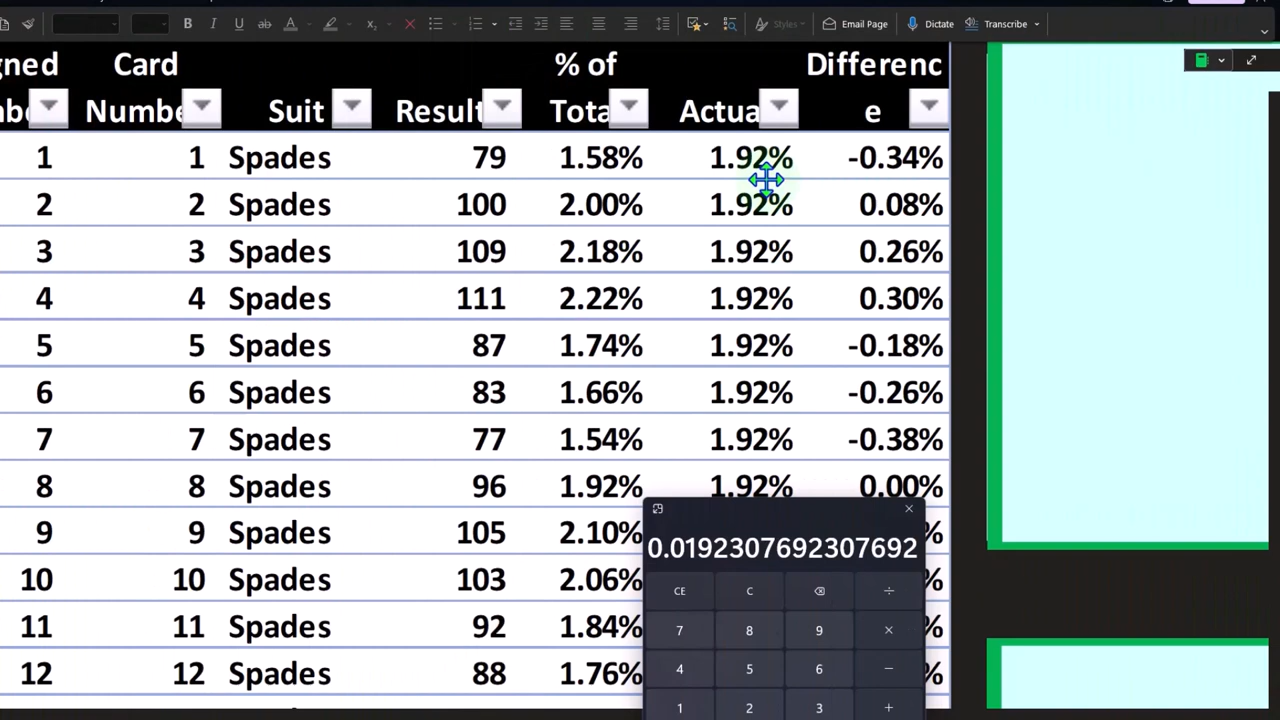 B I U ab A A x₂
Styles Email Page Dictate Transcribe
gned Card % of Differenc
Numbe Suit Result Tota Actua e
1 1 Spades 79 1.58% 1.92% -0.34%
2 2 Spades 100 2.00% 1.92% 0.08%
3 3 Spades 109 2.18% 1.92% 0.26%
4 4 Spades 111 2.22% 1.92% 0.30%
5 5 Spades 87 1.74% 1.92% -0.18%
6 6 Spades 83 1.66% 1.92% -0.26%
7 7 Spades 77 1.54% 1.92% -0.38%
8 8 Spades 96 1.92% 1.92% 0.00%
9 9 Spades 105 2.10% %
10 10 Spades 103 2.06% %
11 11 Spades 92 1.84% %
12 12 Spades 88 1.76% %
0.0192307692307692
CE C ÷
7 8 9 ×
4 5 6 −
1 2 3 +